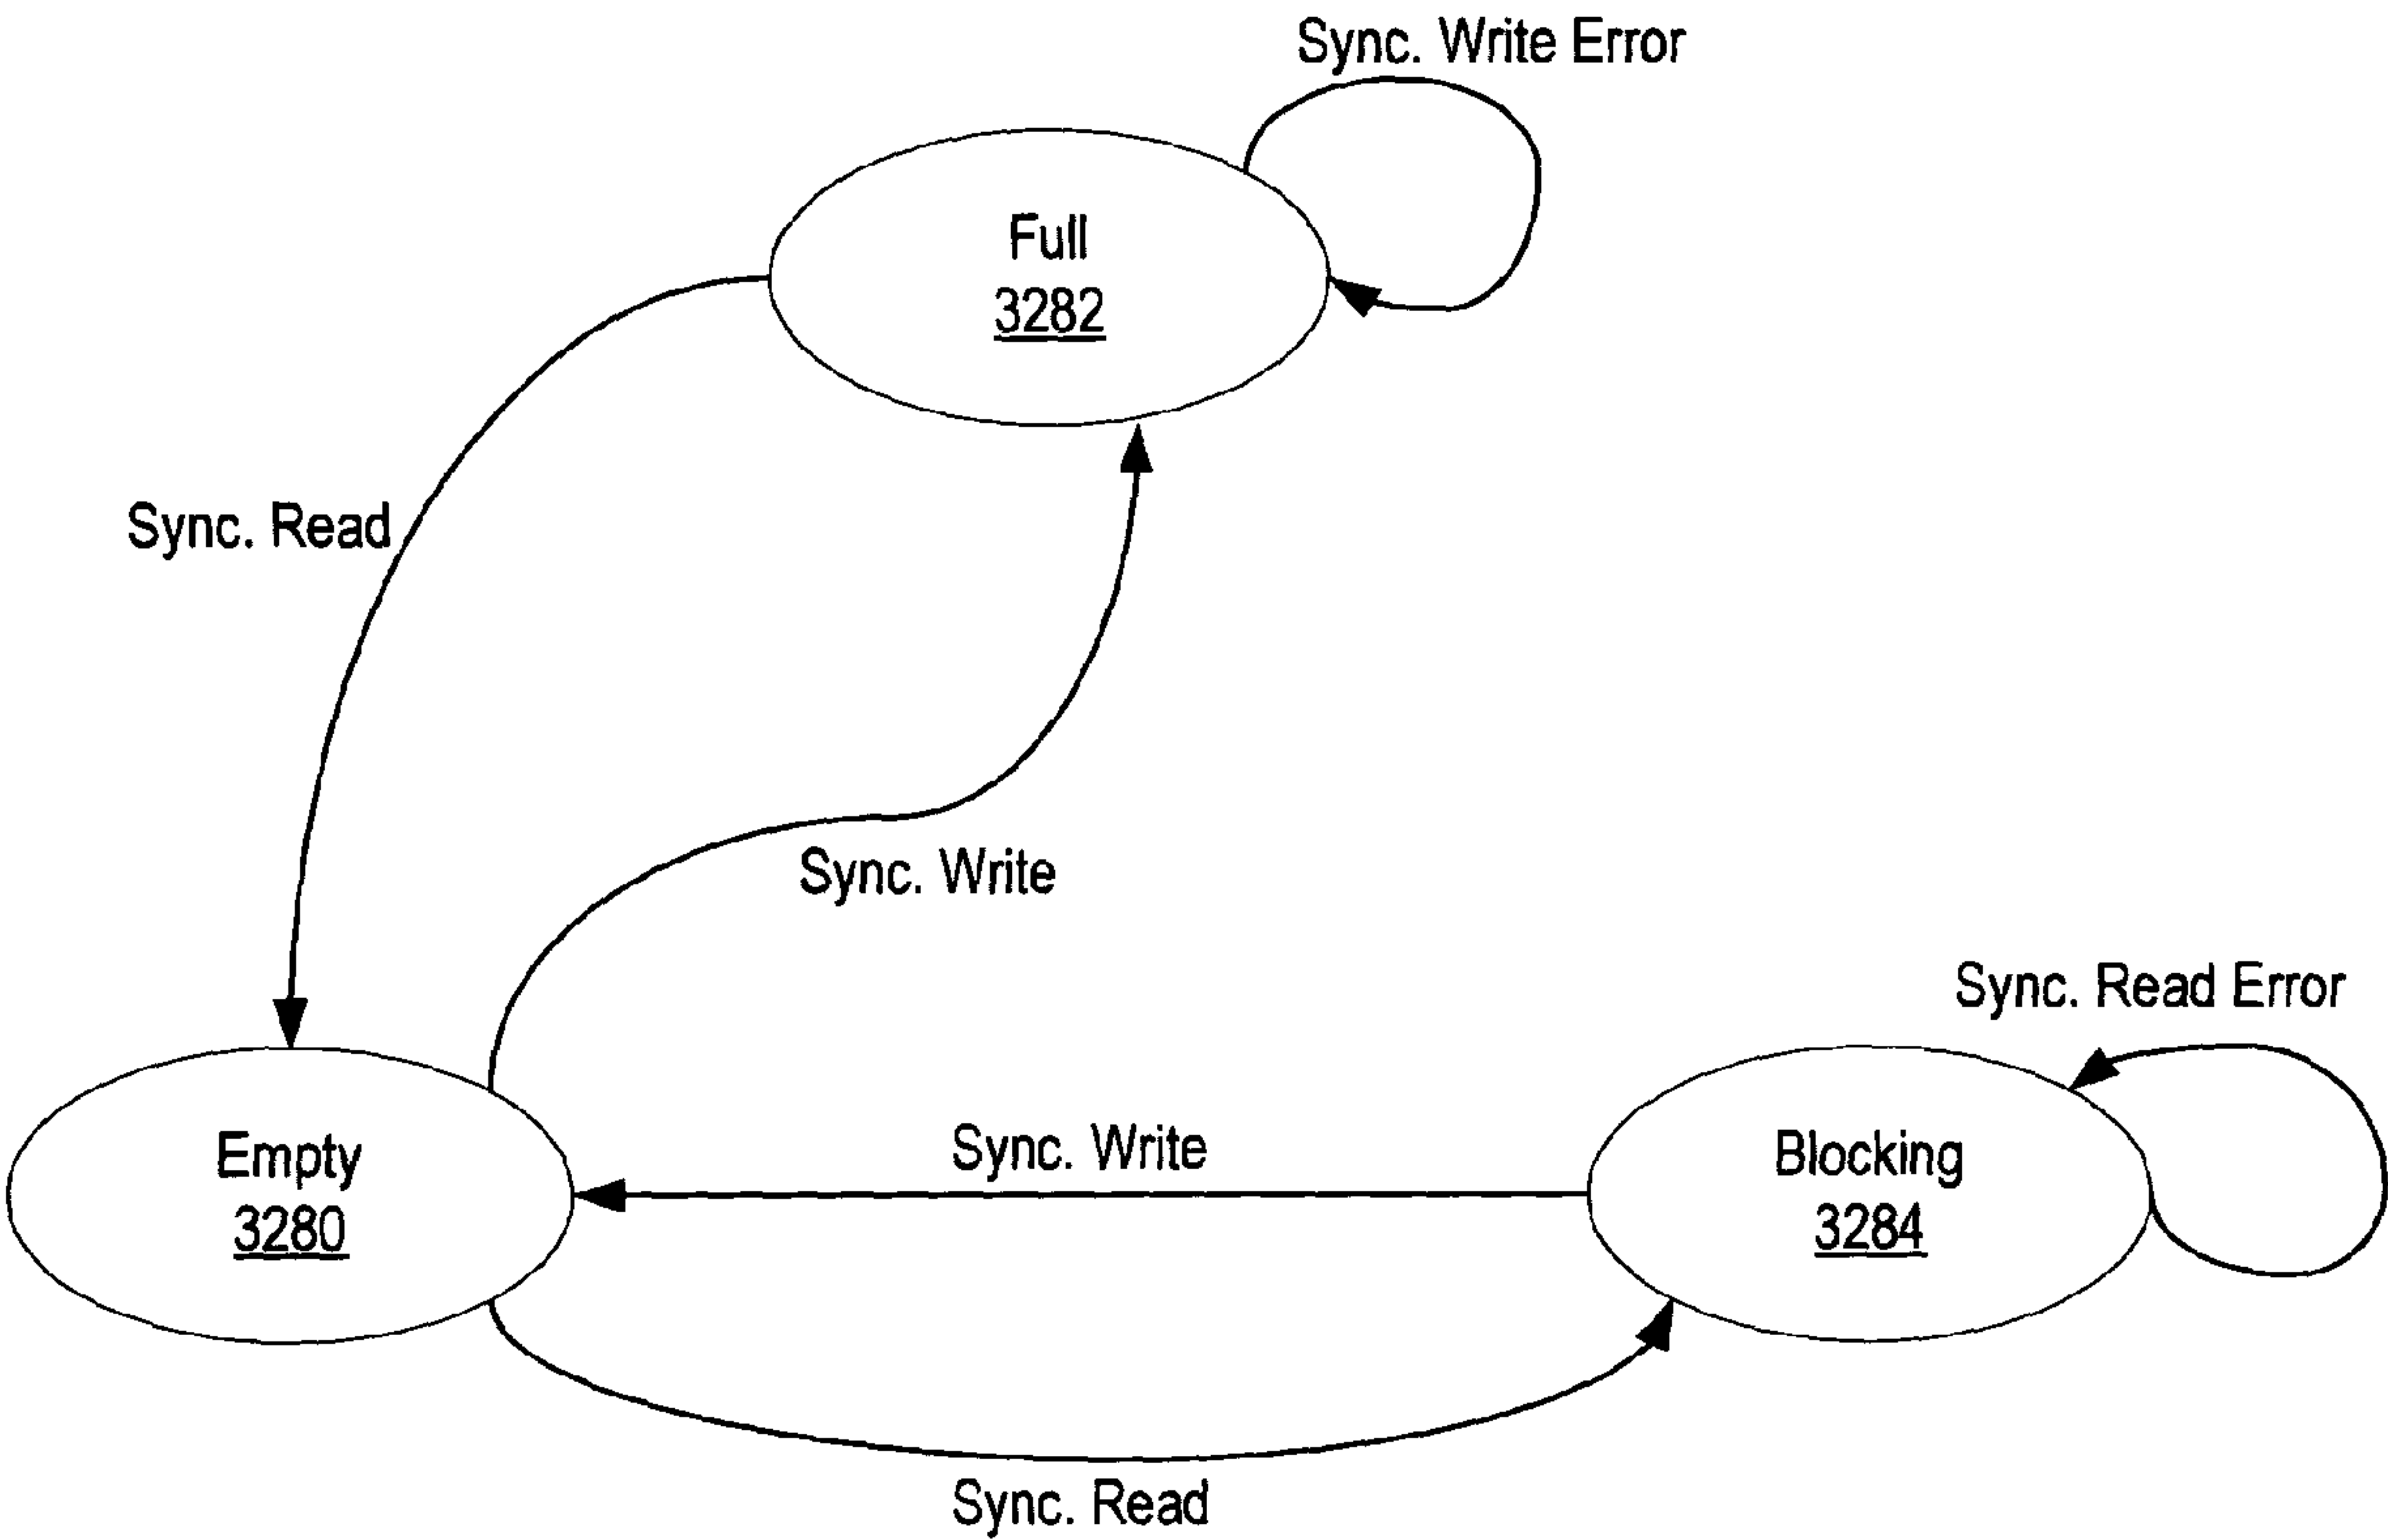 Sync. Write Error
Full
3282
Sync. Read
Sync. Write
Sync. Read Error
Empty
3280
Sync. Write
Blocking
3284
Sync. Read